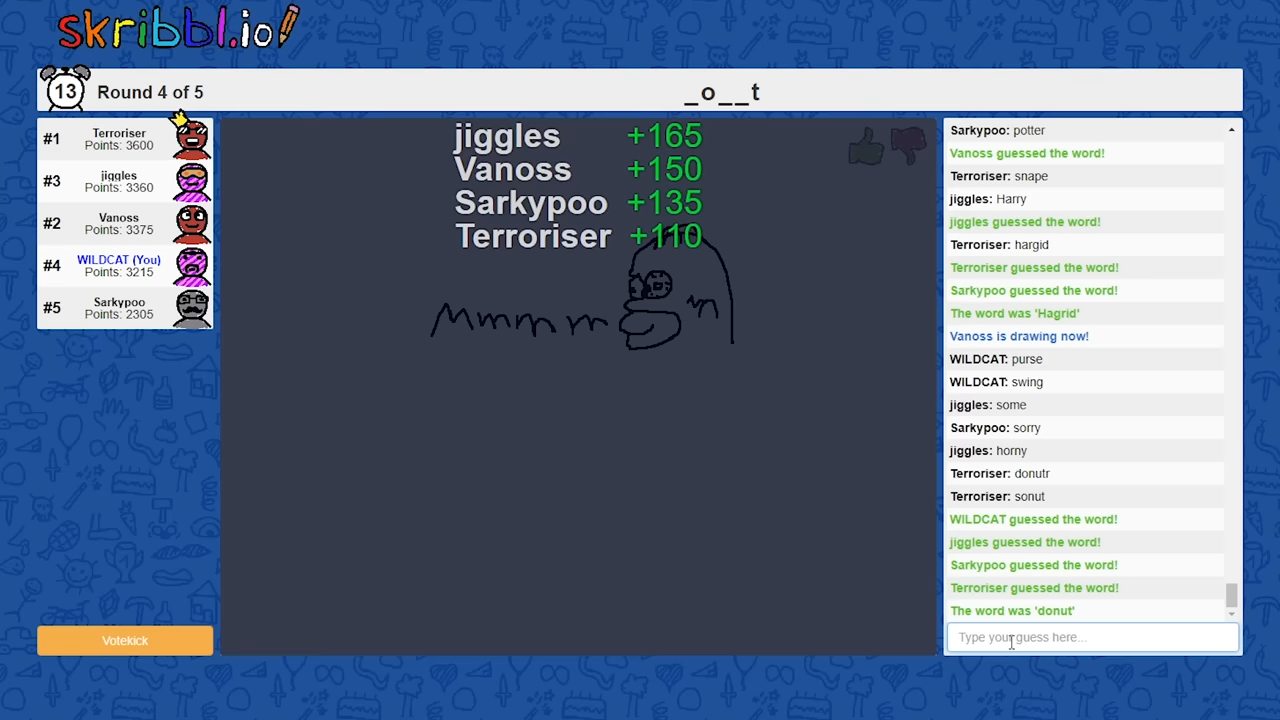 skribbl.io!
13
Round 4 of 5
_o__t
#1
Terroriser
Points: 3600
#3
jiggles
Points: 3360
#2
Vanoss
Points: 3375
#4
WILDCAT (You)
Points: 3215
#5
Sarkypoo
Points: 2305
Votekick
jiggles +165
Vanoss +150
Sarkypoo +135
Terroriser +110
Mmmm m
Sarkypoo: potter
Vanoss guessed the word!
Terroriser: snape
jiggles: Harry
jiggles guessed the word!
Terroriser: hargid
Terroriser guessed the word!
Sarkypoo guessed the word!
The word was 'Hagrid'
Vanoss is drawing now!
WILDCAT: purse
WILDCAT: swing
jiggles: some
Sarkypoo: sorry
jiggles: horny
Terroriser: donutr
Terroriser: sonut
WILDCAT guessed the word!
jiggles guessed the word!
Sarkypoo guessed the word!
Terroriser guessed the word!
The word was 'donut'
Type your guess here...